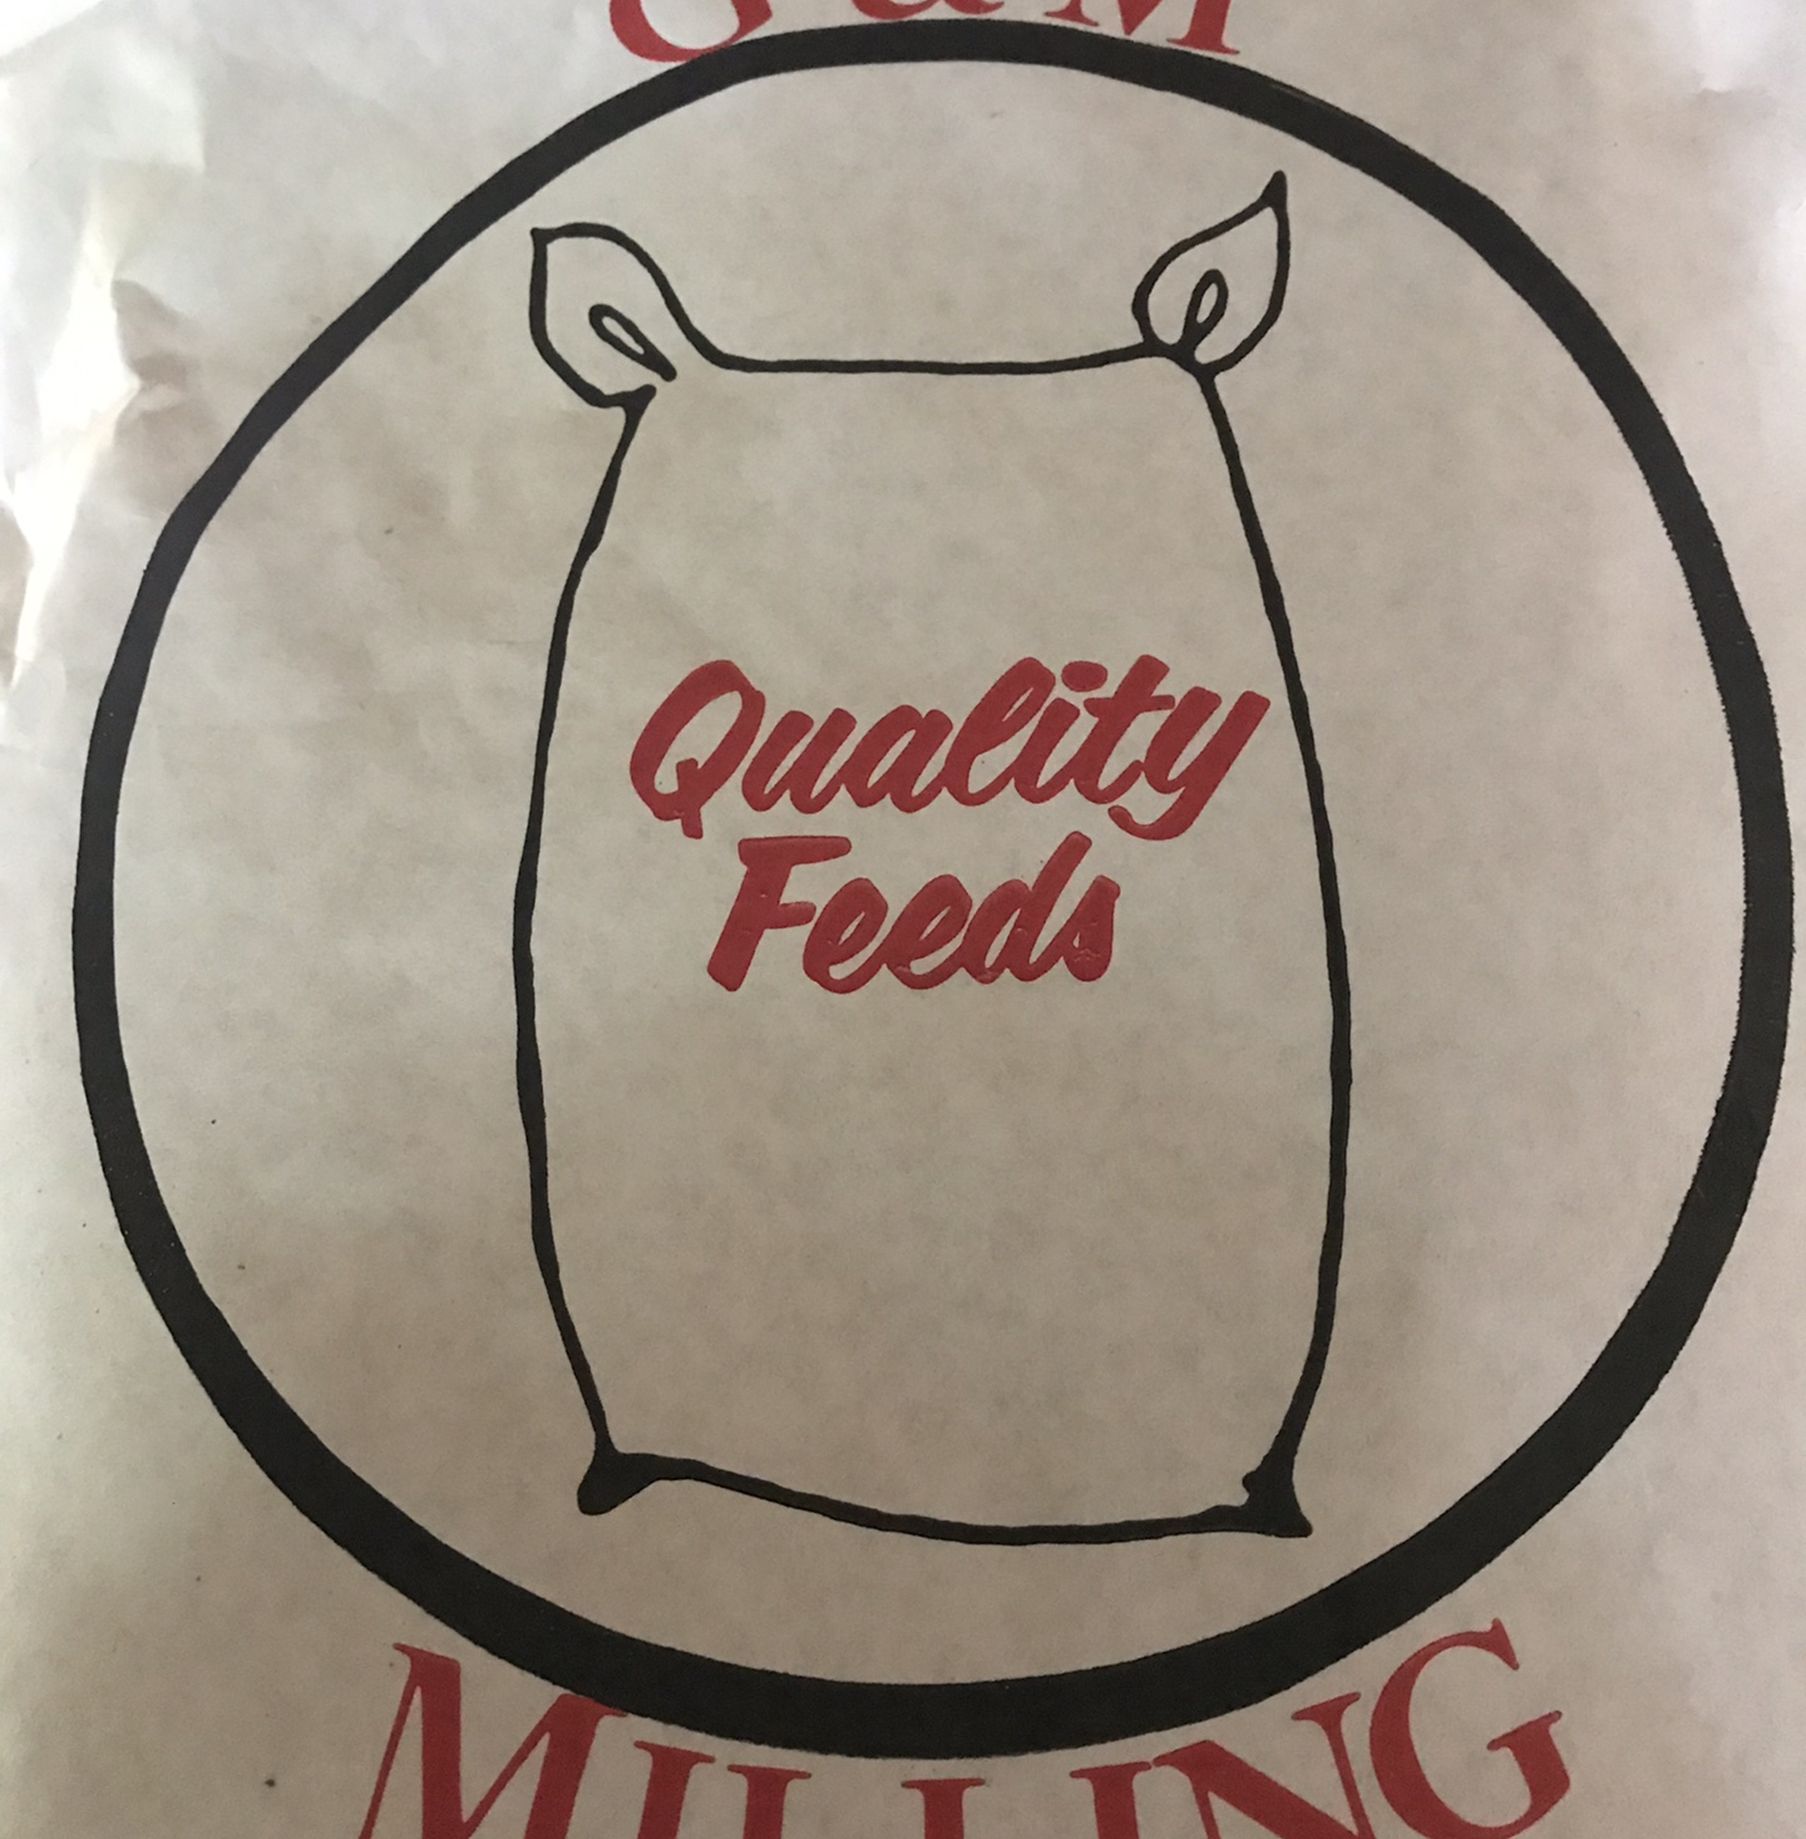 & M
Quality
Feeds
MILLING